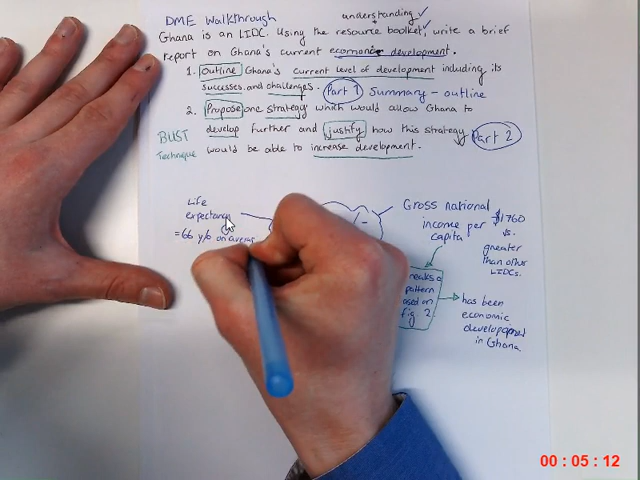 DME Walkthrough
understanding ✓
Ghana is an LIDC. Using the resource booklet, ✓ write a brief
report on Ghana's current economic development.
1. Outline Ghana's current level of development including its
successes and challenges. Part 1 Summary - outline
2. Propose one strategy which would allow Ghana to
develop further and justify how this strategy Part 2
would be able to increase development.
BUST
Technique
Life
expectancy
= 66 y/o on average
Gross national
income per
capita
$1760
vs.
greater
than other
LIDCs.
pattern
based on
fig 2.
has been
economic
development
in Ghana
00 : 05 : 12